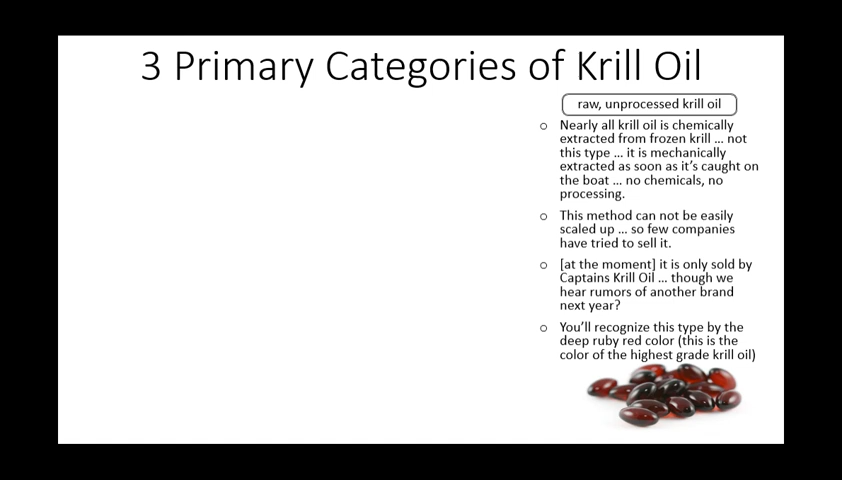 3 Primary Categories of Krill Oil
raw, unprocessed krill oil
o Nearly all krill oil is chemically
extracted from frozen krill ... not
this type ... it is mechanically
extracted as soon as it's caught on
the boat ... no chemicals, no
processing.
o This method can not be easily
scaled up ... so few companies
have tried to sell it.
o [at the moment] it is only sold by
Captains Krill Oil ... though we
hear rumors of another brand
next year?
o You'll recognize this type by the
deep ruby red color (this is the
color of the highest grade krill oil)